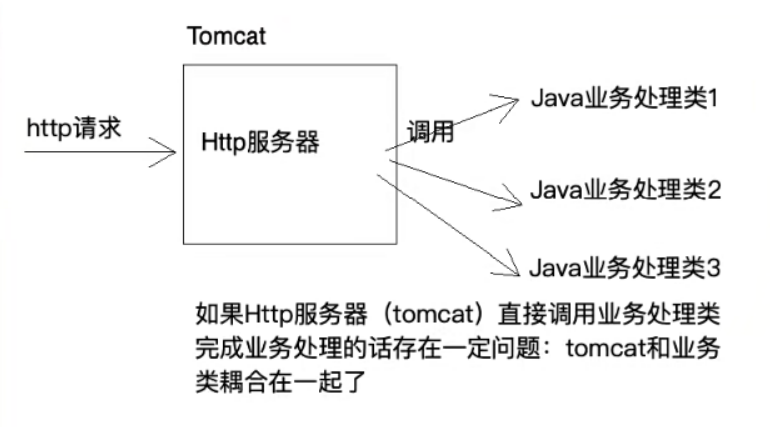 Tomcat
http请求
Http服务器
调用
Java业务处理类1
Java业务处理类2
Java业务处理类3
如果Http服务器（tomcat）直接调用业务处理类
完成业务处理的话存在一定问题：tomcat和业务
类耦合在一起了